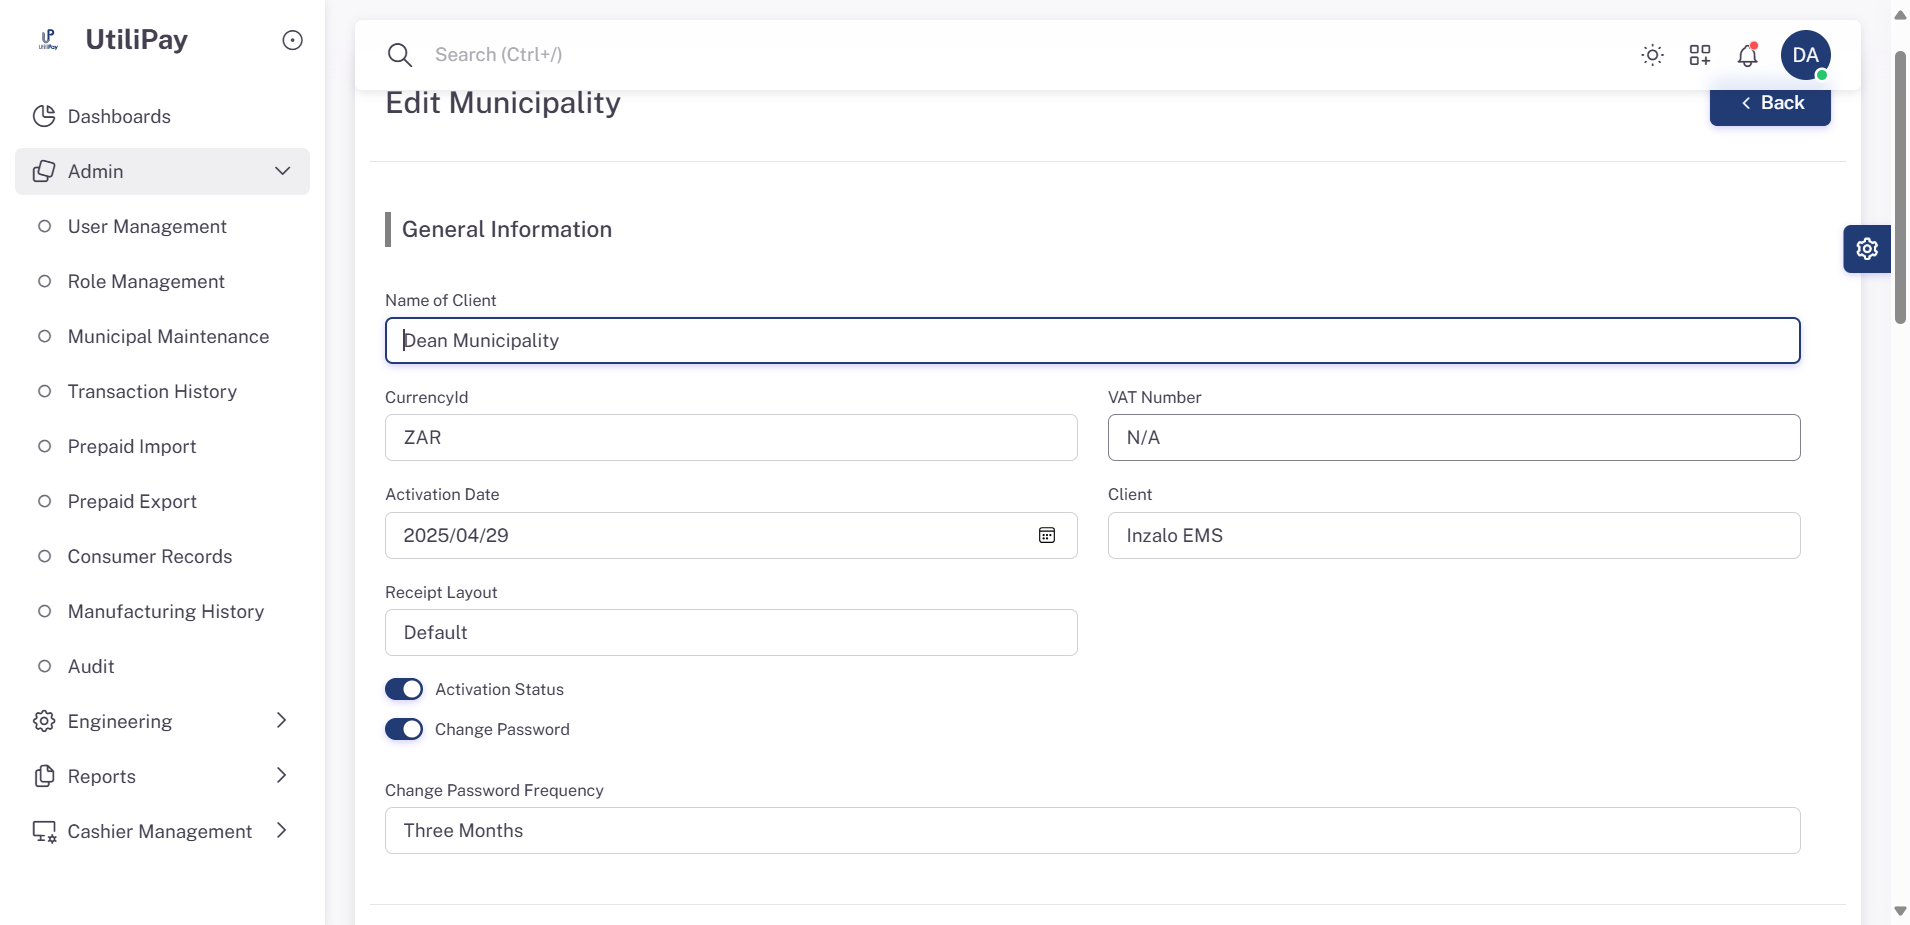 UP
UtiliPay
UtiliPay
Search (Ctrl+/)
DA
Dashboards
Admin
User Management
Role Management
Municipal Maintenance
Transaction History
Prepaid Import
Prepaid Export
Consumer Records
Manufacturing History
Audit
Engineering
Reports
Cashier Management
Edit Municipality
Back
General Information
Name of Client
Dean Municipality
CurrencyId
VAT Number
ZAR
N/A
Activation Date
Client
2025/04/29
Inzalo EMS
Receipt Layout
Default
Activation Status
Change Password
Change Password Frequency
Three Months